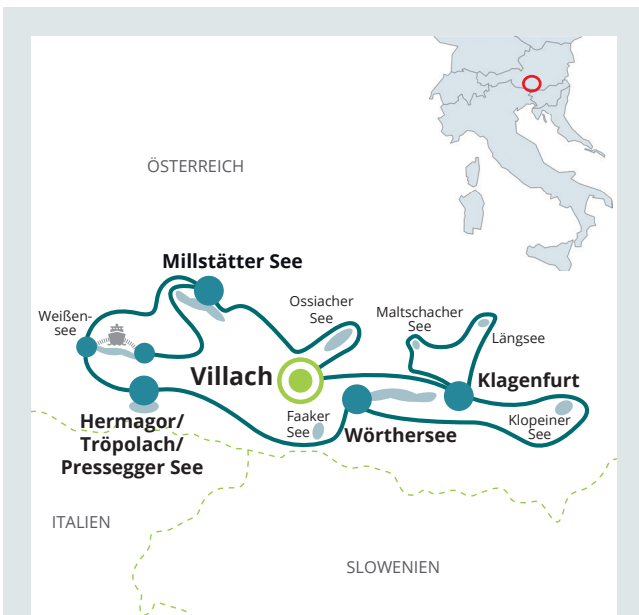 ÖSTERREICH
Millstätter See
Ossiacher
See
Maltschacher
See
Weißen-
see
Längsee
Villach
Klagenfurt
Hermagor/
Tröpolach/
Pressegger See
Faaker
See
Wörthersee
Klopeiner
See
ITALIEN
SLOWENIEN